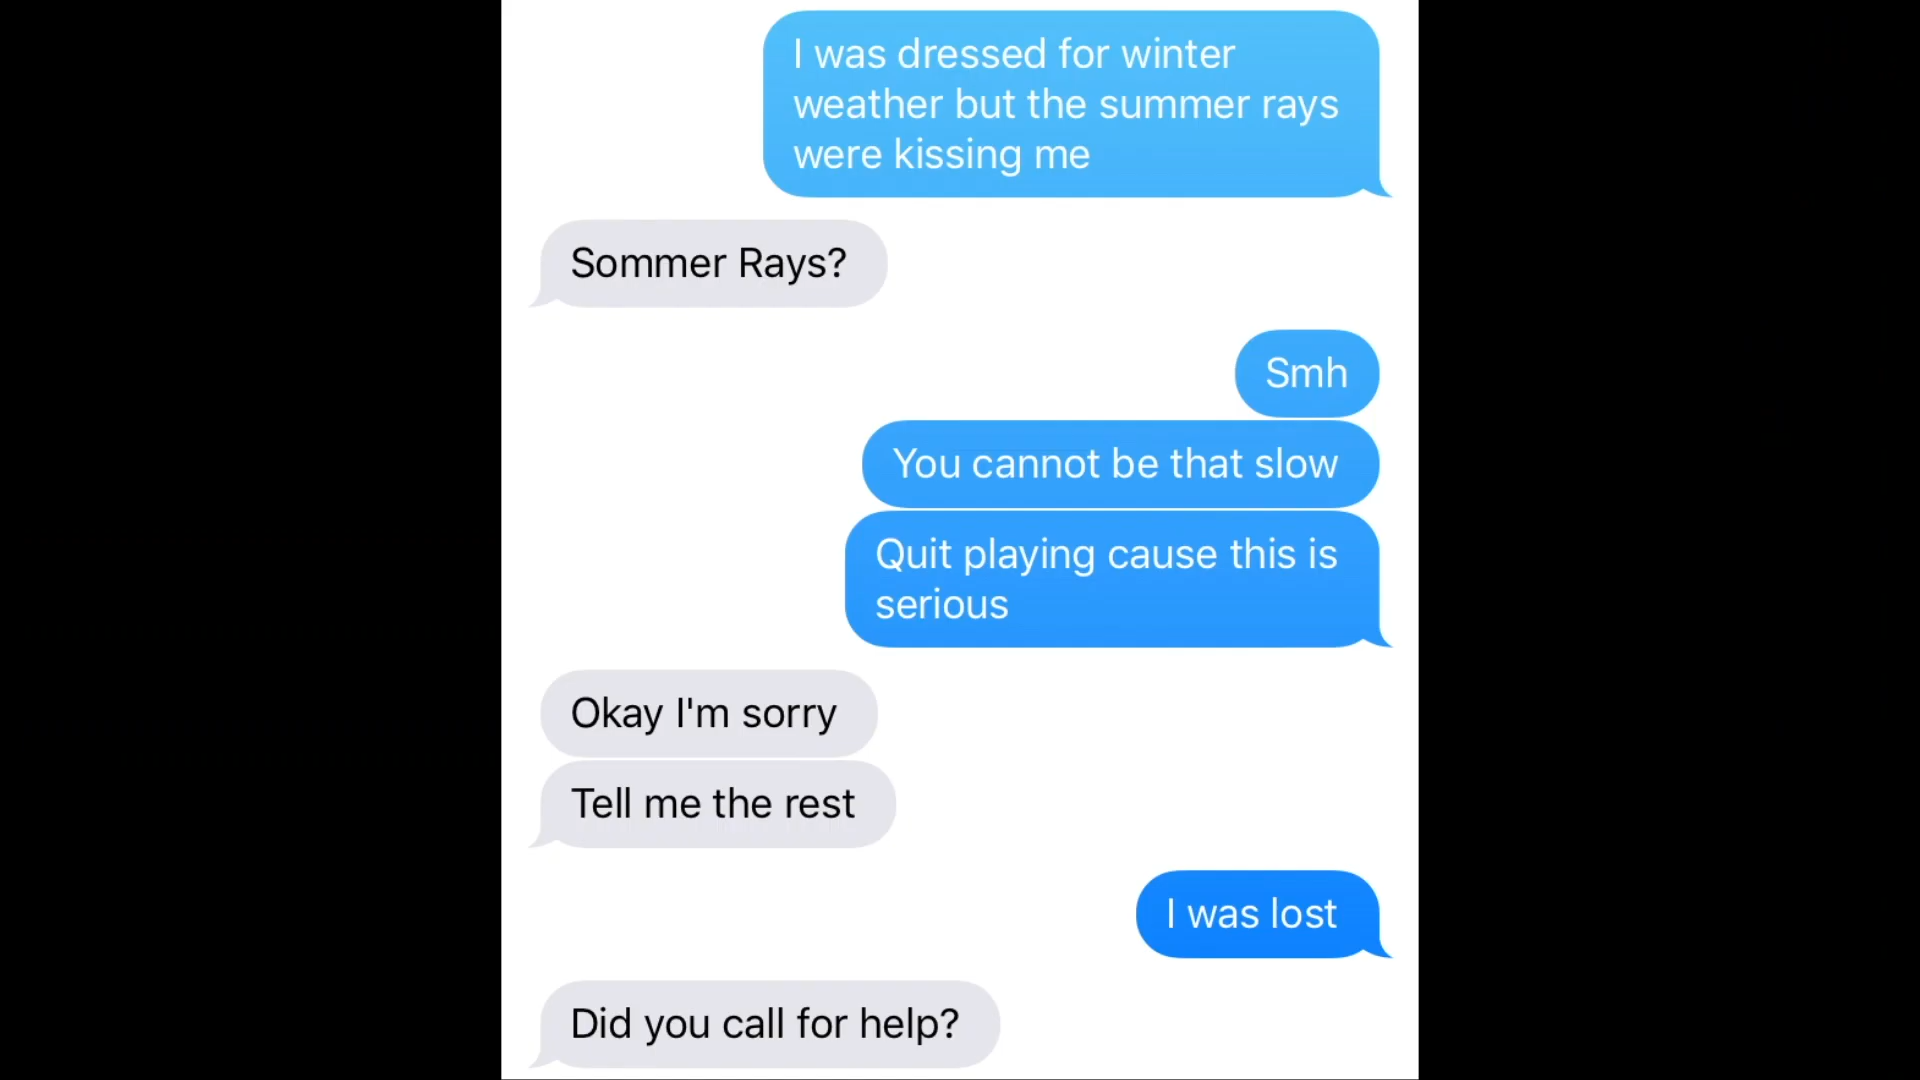 I was dressed for winter
weather but the summer rays
were kissing me
Sommer Rays?
Smh
You cannot be that slow
Quit playing cause this is
serious
Okay I'm sorry
Tell me the rest
I was lost
Did you call for help?